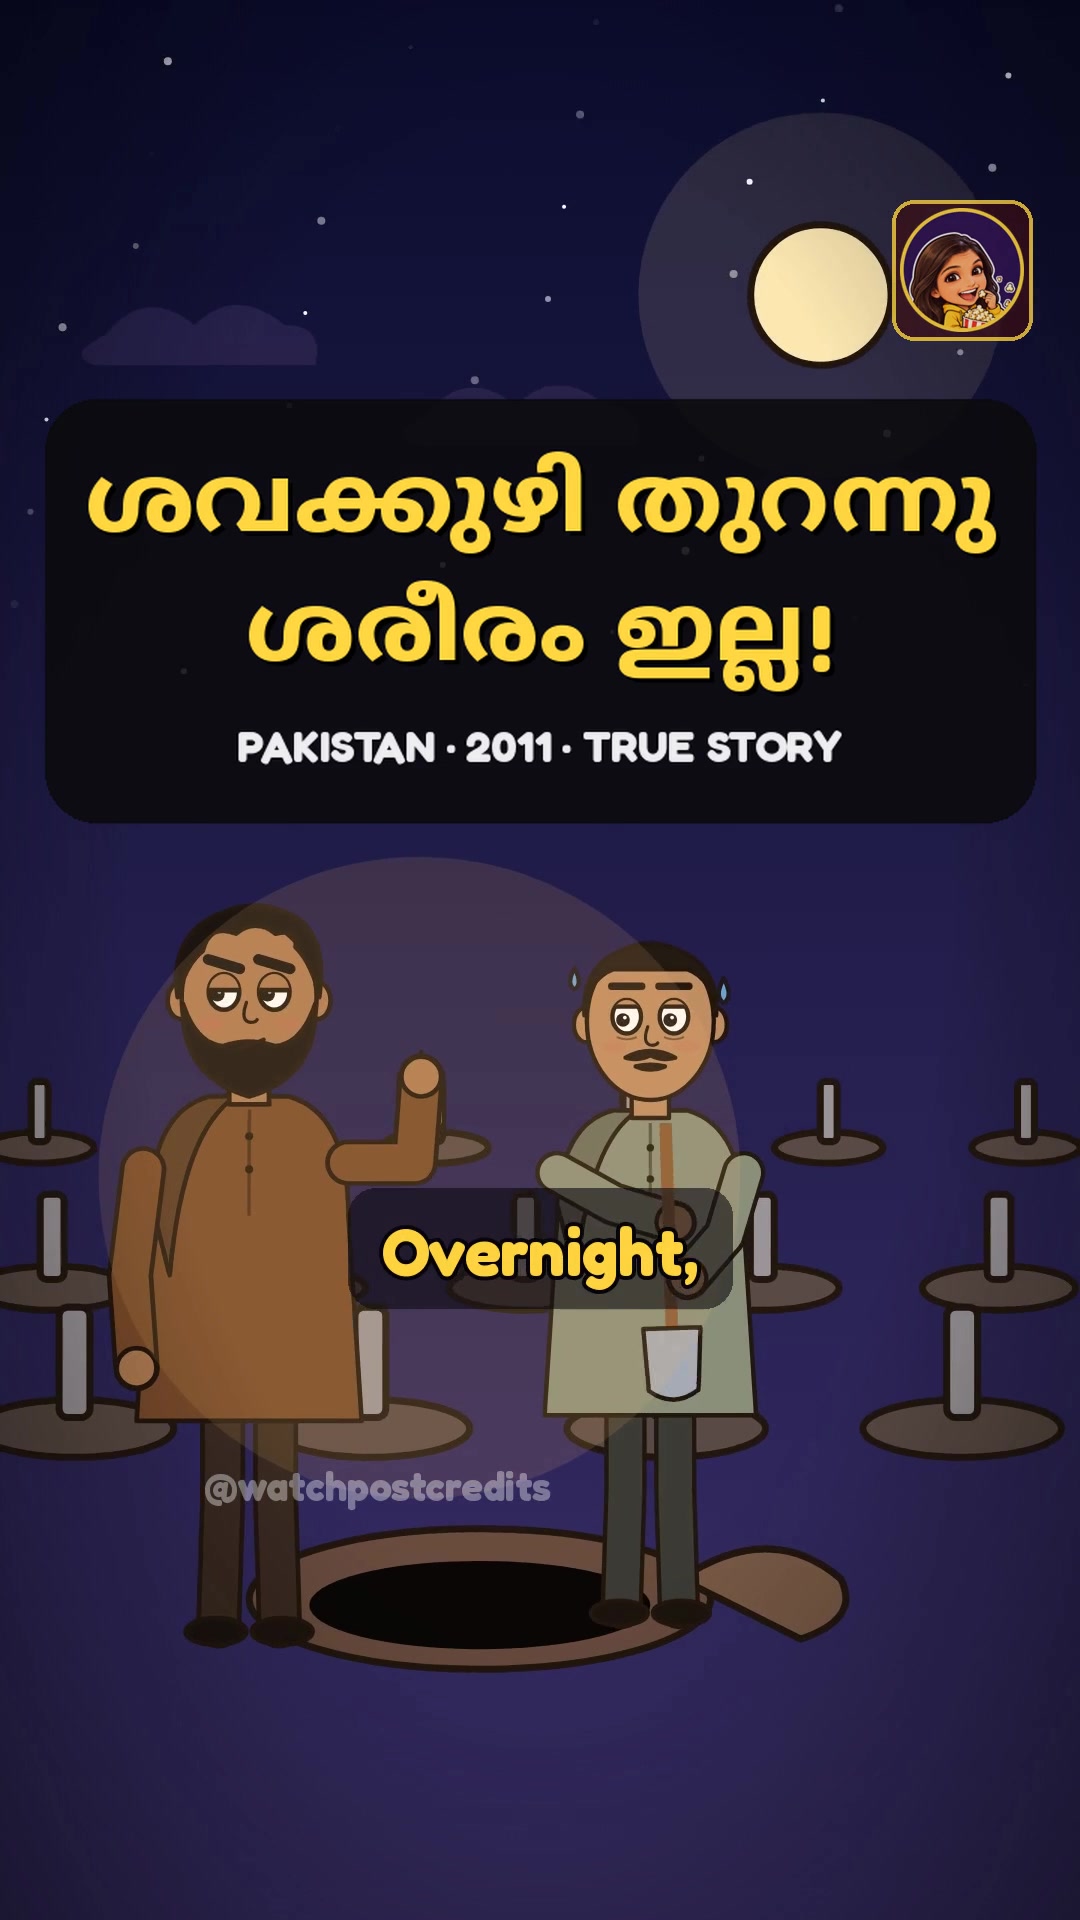 ശവക്കുഴി തുറന്നു
ശരീരം ഇല്ല!
PAKISTAN · 2011 · TRUE STORY
Overnight,
@watchpostcredits